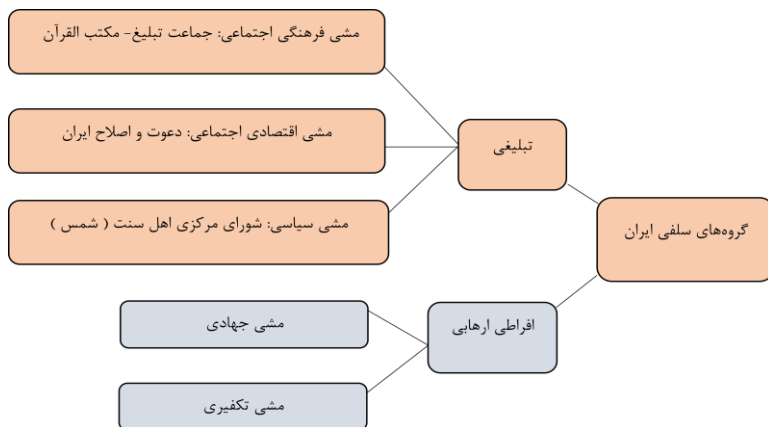 گروه‌های سلفی ایران
تبلیغی
مشی فرهنگی اجتماعی: جماعت تبلیغ- مکتب القرآن
مشی اقتصادی اجتماعی: دعوت و اصلاح ایران
مشی سیاسی: شورای مرکزی اهل سنت ( شمس )
افراطی ارهابی
مشی جهادی
مشی تکفیری